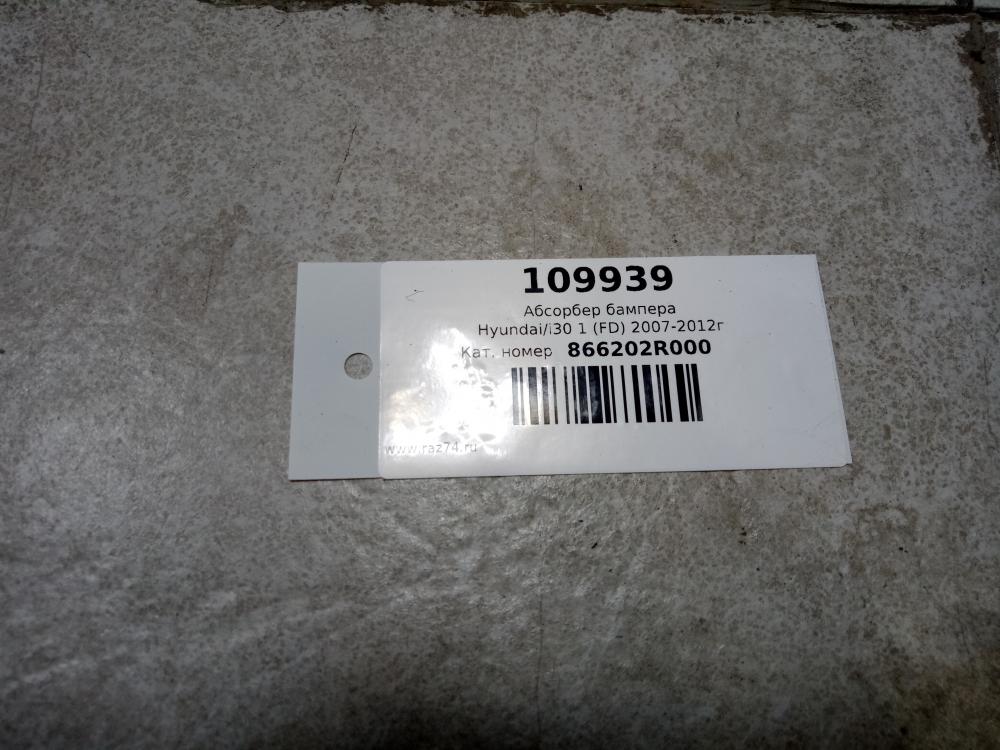 109939
Абсорбер бампера
Hyundai/i30 1 (FD) 2007-2012г
Кат. номер 866202R000
www.raz74.ru